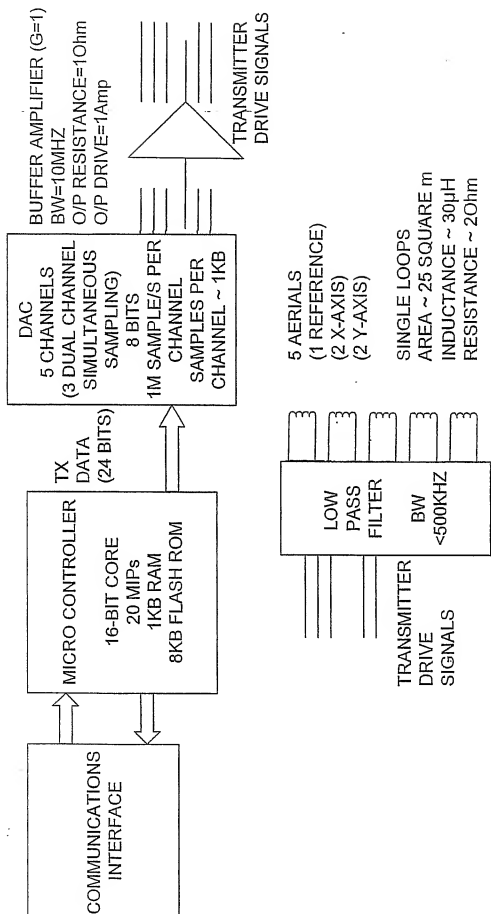 COMMUNICATIONS
INTERFACE
MICRO CONTROLLER
16-BIT CORE
20 MIPs
1KB RAM
8KB FLASH ROM
TX
DATA
(24 BITS)
DAC
5 CHANNELS
(3 DUAL CHANNEL
SIMULTANEOUS
SAMPLING)
8 BITS
1M SAMPLE/S PER
CHANNEL
SAMPLES PER
CHANNEL ~ 1KB
BUFFER AMPLIFIER (G=1)
BW=10MHZ
O/P RESISTANCE=1Ohm
O/P DRIVE=1Amp
TRANSMITTER
DRIVE SIGNALS
TRANSMITTER
DRIVE
SIGNALS
LOW
PASS
FILTER
BW
<500KHZ
5 AERIALS
(1 REFERENCE)
(2 X-AXIS)
(2 Y-AXIS)
SINGLE LOOPS
AREA ~ 25 SQUARE m
INDUCTANCE ~ 30µH
RESISTANCE ~ 2Ohm